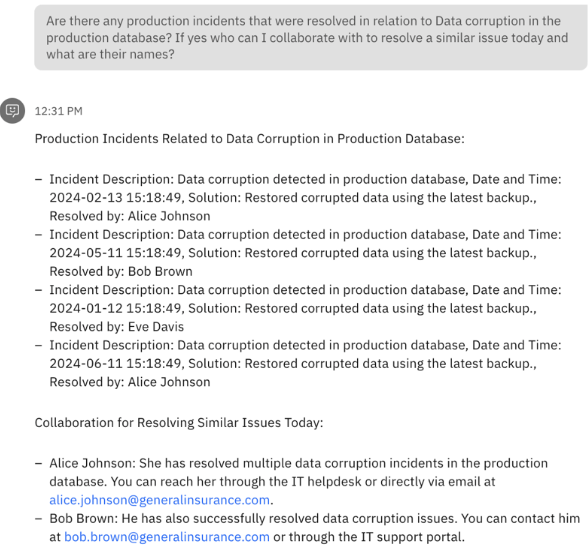 Are there any production incidents that were resolved in relation to Data corruption in the
production database? If yes who can I collaborate with to resolve a similar issue today and
what are their names?
12:31 PM
Production Incidents Related to Data Corruption in Production Database:
– Incident Description: Data corruption detected in production database, Date and Time:
2024-02-13 15:18:49, Solution: Restored corrupted data using the latest backup.,
Resolved by: Alice Johnson
– Incident Description: Data corruption detected in production database, Date and Time:
2024-05-11 15:18:49, Solution: Restored corrupted data using the latest backup.,
Resolved by: Bob Brown
– Incident Description: Data corruption detected in production database, Date and Time:
2024-01-12 15:18:49, Solution: Restored corrupted data using the latest backup.,
Resolved by: Eve Davis
– Incident Description: Data corruption detected in production database, Date and Time:
2024-06-11 15:18:49, Solution: Restored corrupted data using the latest backup.,
Resolved by: Alice Johnson
Collaboration for Resolving Similar Issues Today:
– Alice Johnson: She has resolved multiple data corruption incidents in the production
database. You can reach her through the IT helpdesk or directly via email at
alice.johnson@generalinsurance.com.
– Bob Brown: He has also successfully resolved data corruption issues. You can contact him
at bob.brown@generalinsurance.com or through the IT support portal.